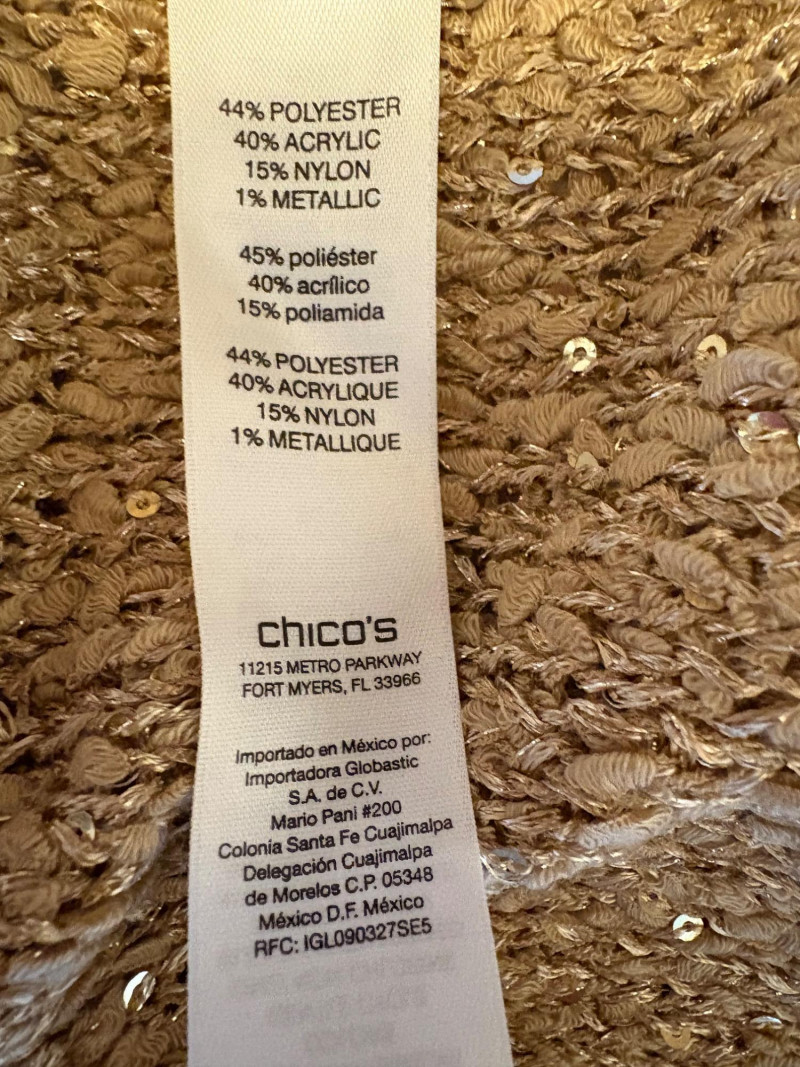 44% POLYESTER
40% ACRYLIC
15% NYLON
1% METALLIC
45% poliéster
40% acrílico
15% poliamida
44% POLYESTER
40% ACRYLIQUE
15% NYLON
1% METALLIQUE
chico's
11215 METRO PARKWAY
FORT MYERS, FL 33966
Importado en México por:
Importadora Globastic
S.A. de C.V.
Mario Pani #200
Colonia Santa Fe Cuajimalpa
Delegación Cuajimalpa
de Morelos C.P. 05348
México D.F. México
RFC: IGL090327SE5